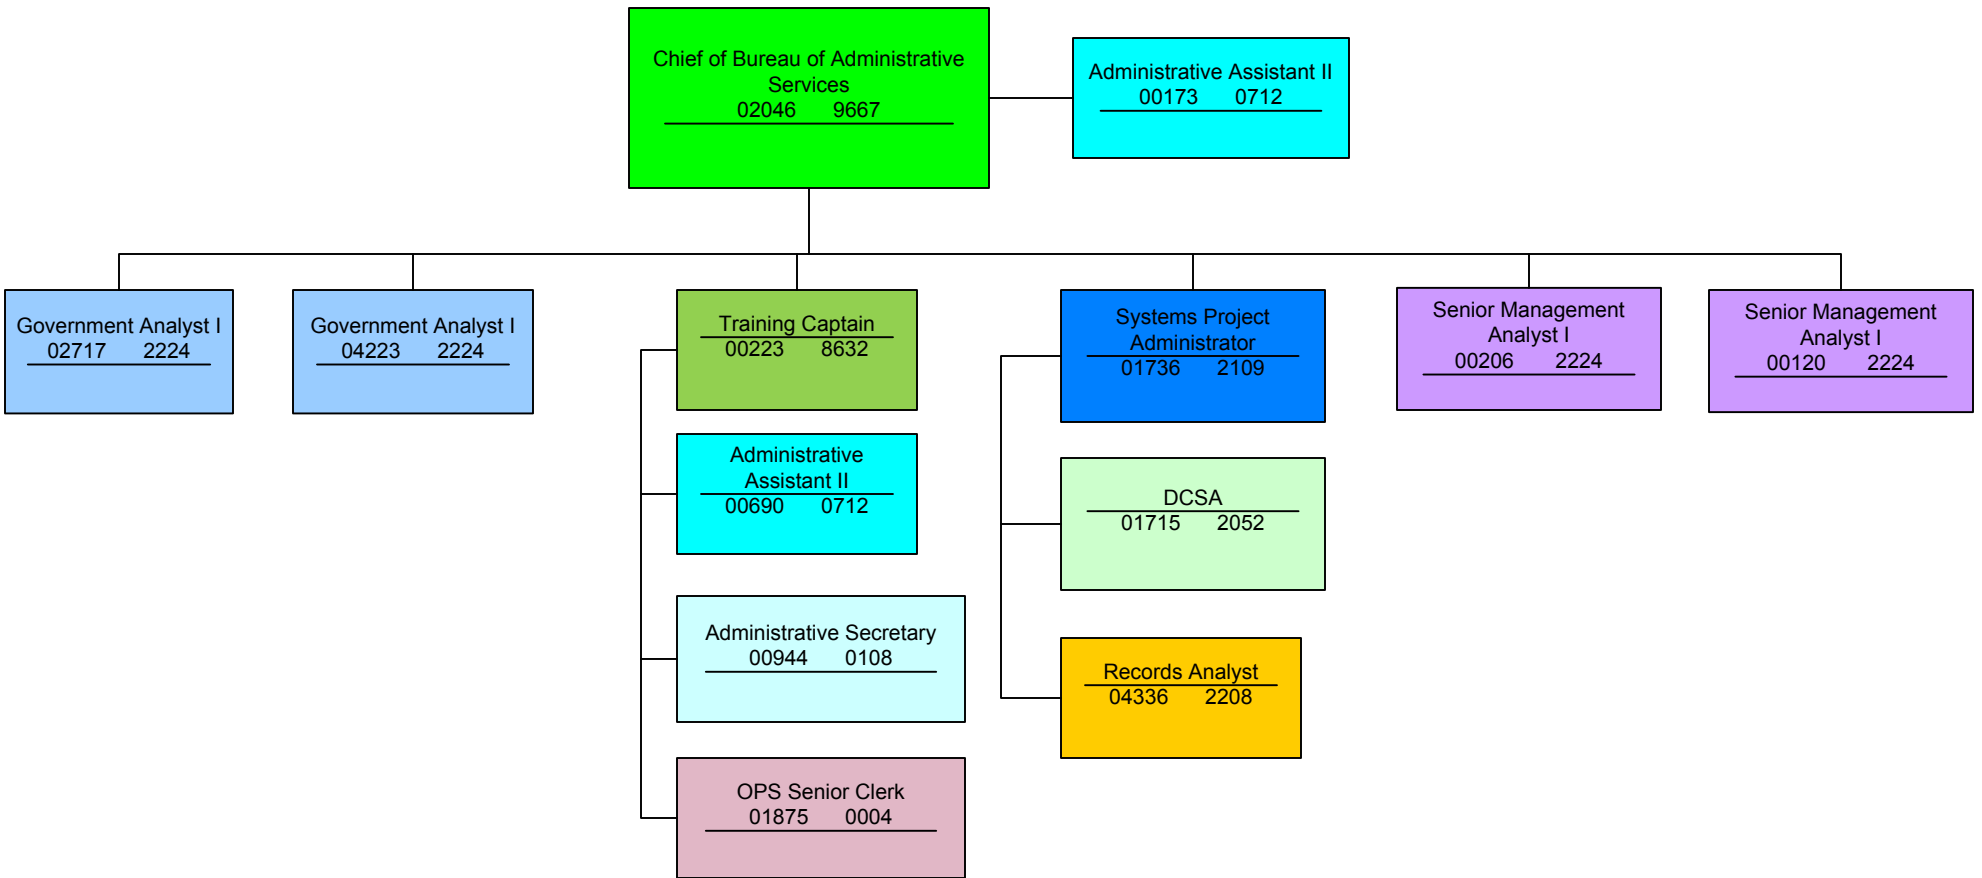 Chief of Bureau of Administrative
Services
02046 9667
Administrative Assistant II
00173 0712
Government Analyst I
02717 2224
Government Analyst I
04223 2224
Training Captain
00223 8632
Administrative
Assistant II
00690 0712
Administrative Secretary
00944 0108
OPS Senior Clerk
01875 0004
Systems Project
Administrator
01736 2109
DCSA
01715 2052
Records Analyst
04336 2208
Senior Management
Analyst I
00206 2224
Senior Management
Analyst I
00120 2224